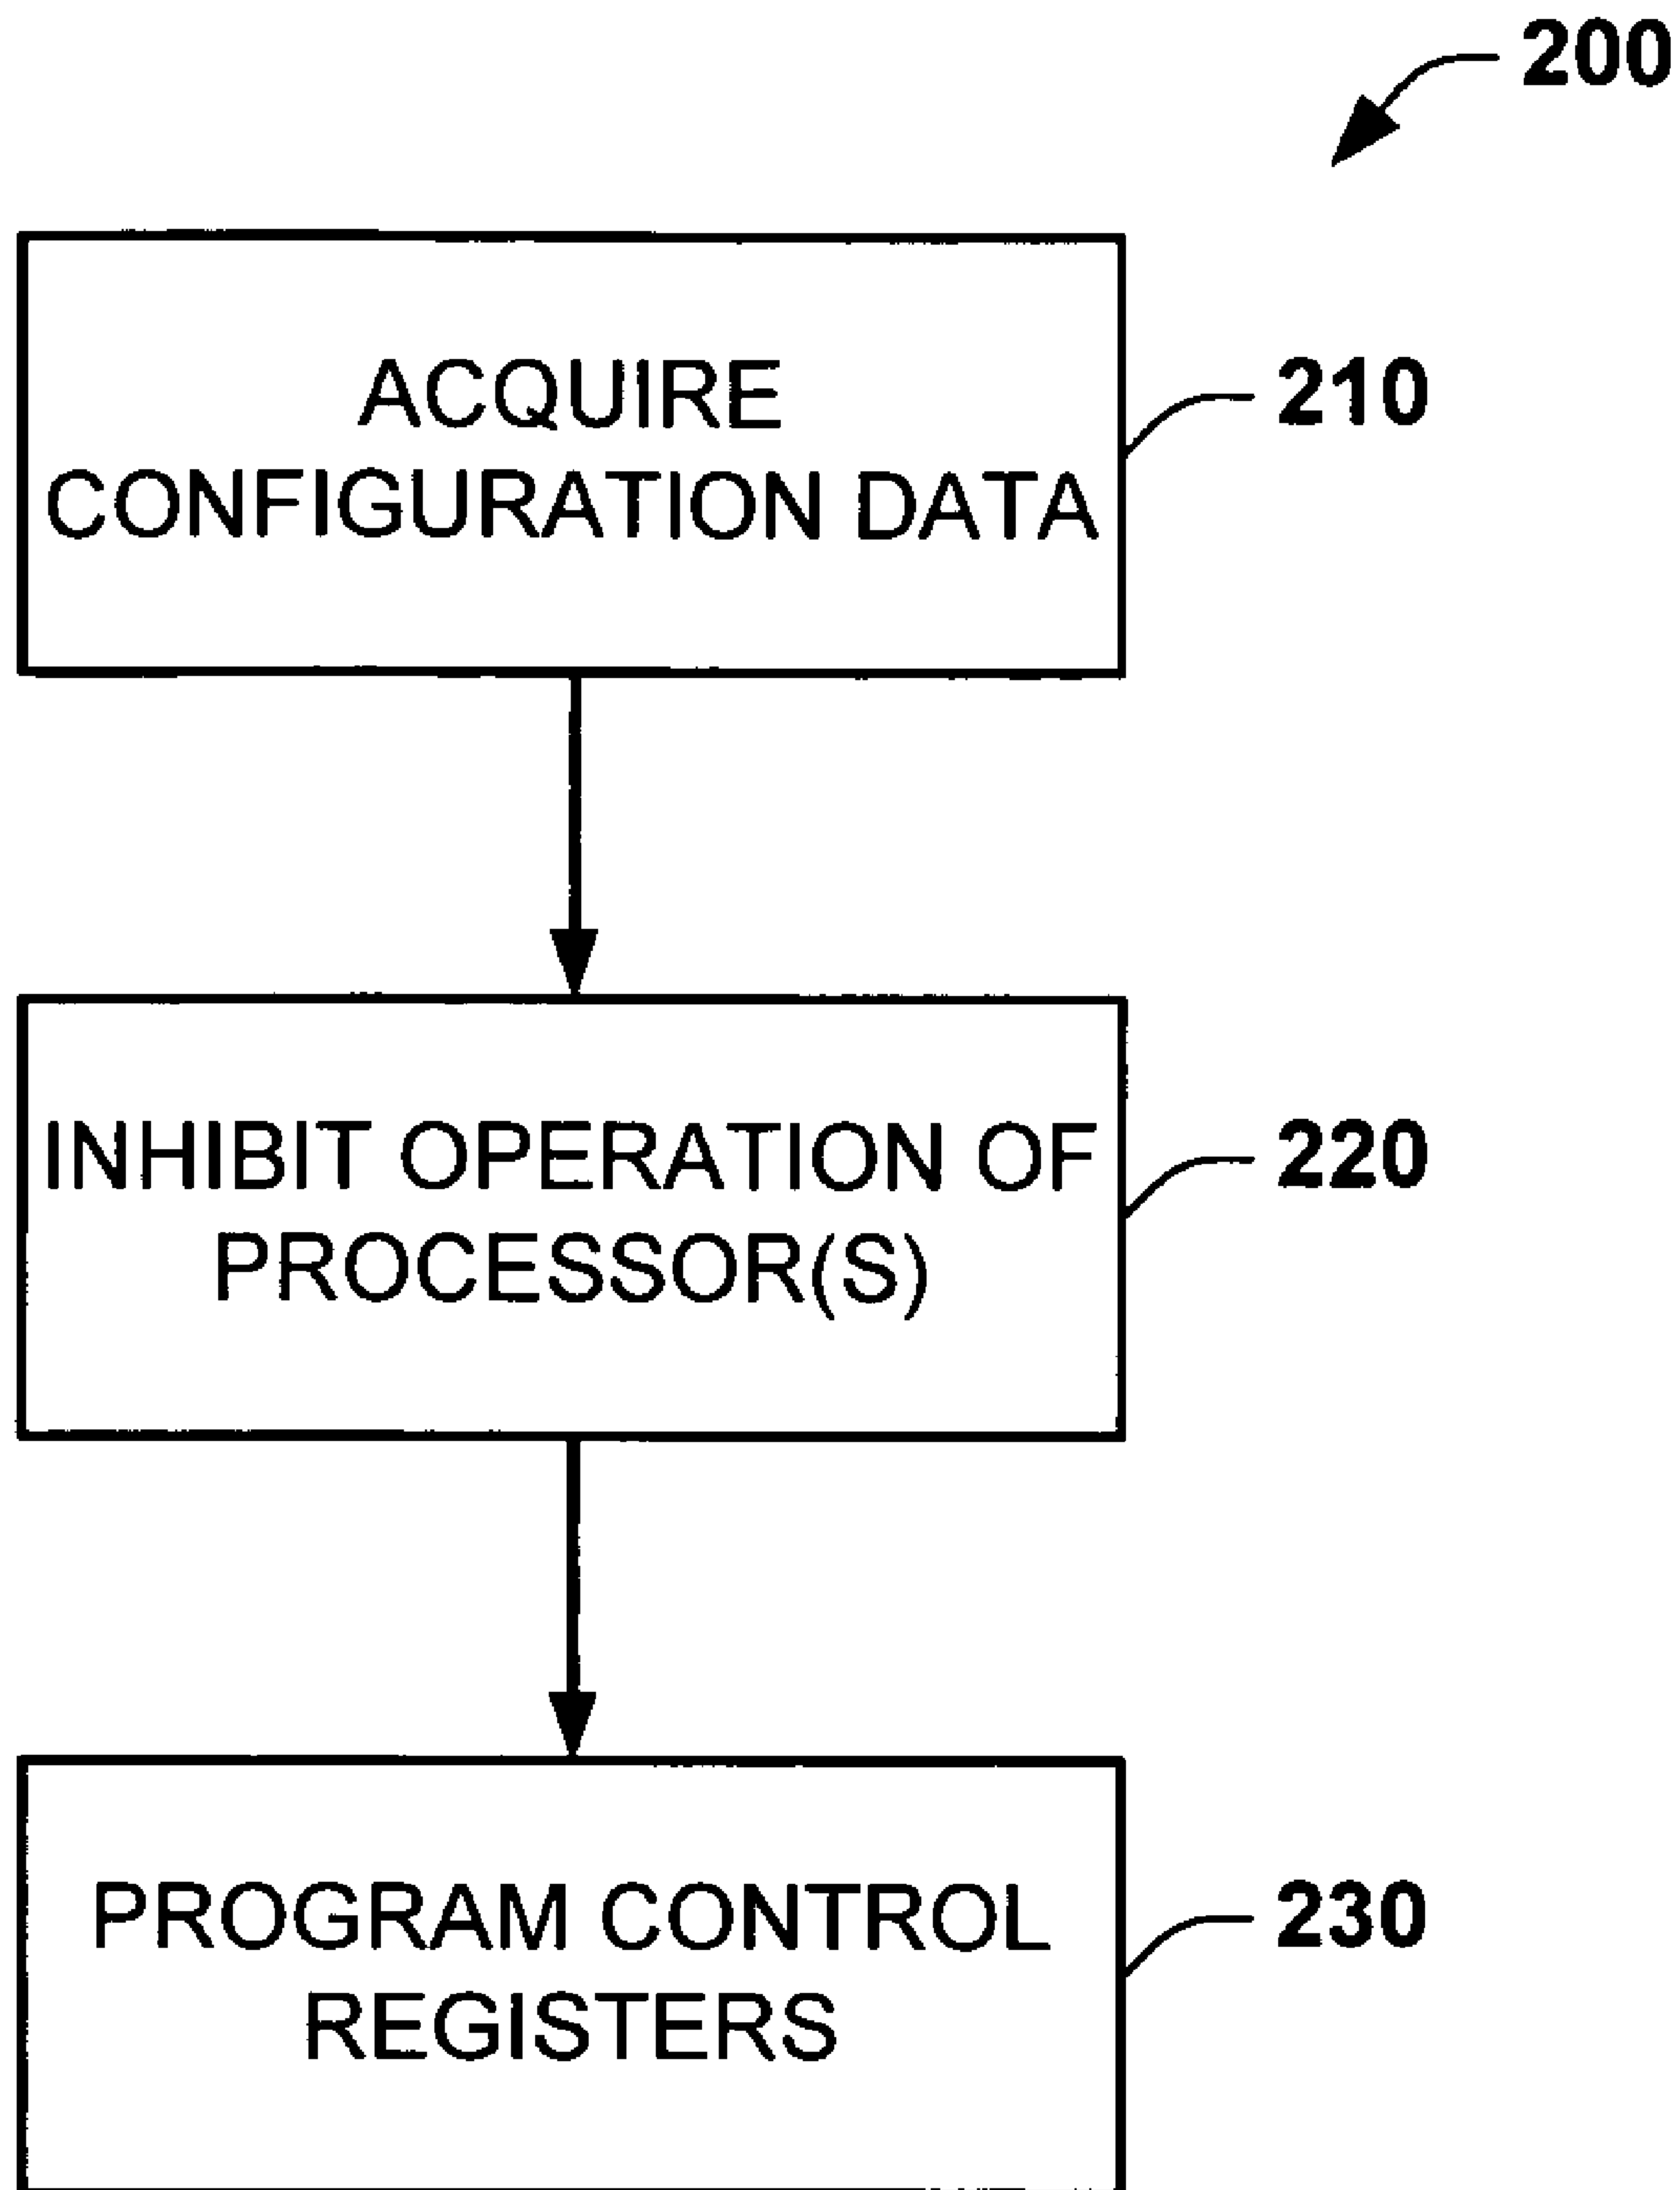 200
ACQUIRE
CONFIGURATION DATA
210
INHIBIT OPERATION OF
PROCESSOR(S)
220
PROGRAM CONTROL
REGISTERS
230